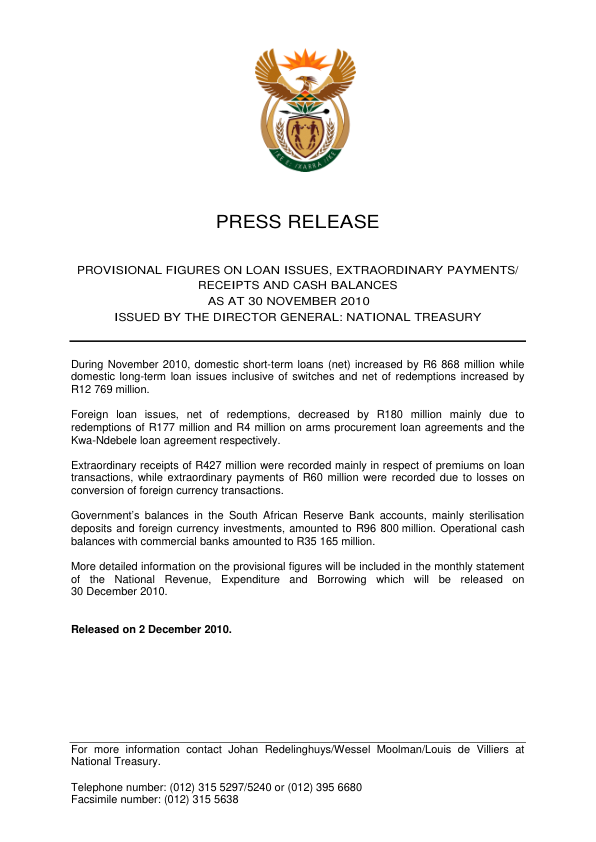 !KE E: /XARRA //KE
PRESS RELEASE
PROVISIONAL FIGURES ON LOAN ISSUES, EXTRAORDINARY PAYMENTS/
RECEIPTS AND CASH BALANCES
AS AT 30 NOVEMBER 2010
ISSUED BY THE DIRECTOR GENERAL: NATIONAL TREASURY
During November 2010, domestic short-term loans (net) increased by R6 868 million while
domestic long-term loan issues inclusive of switches and net of redemptions increased by
R12 769 million.
Foreign loan issues, net of redemptions, decreased by R180 million mainly due to
redemptions of R177 million and R4 million on arms procurement loan agreements and the
Kwa-Ndebele loan agreement respectively.
Extraordinary receipts of R427 million were recorded mainly in respect of premiums on loan
transactions, while extraordinary payments of R60 million were recorded due to losses on
conversion of foreign currency transactions.
Government’s balances in the South African Reserve Bank accounts, mainly sterilisation
deposits and foreign currency investments, amounted to R96 800 million. Operational cash
balances with commercial banks amounted to R35 165 million.
More detailed information on the provisional figures will be included in the monthly statement
of the National Revenue, Expenditure and Borrowing which will be released on
30 December 2010.
Released on 2 December 2010.
For more information contact Johan Redelinghuys/Wessel Moolman/Louis de Villiers at
National Treasury.
Telephone number: (012) 315 5297/5240 or (012) 395 6680
Facsimile number: (012) 315 5638